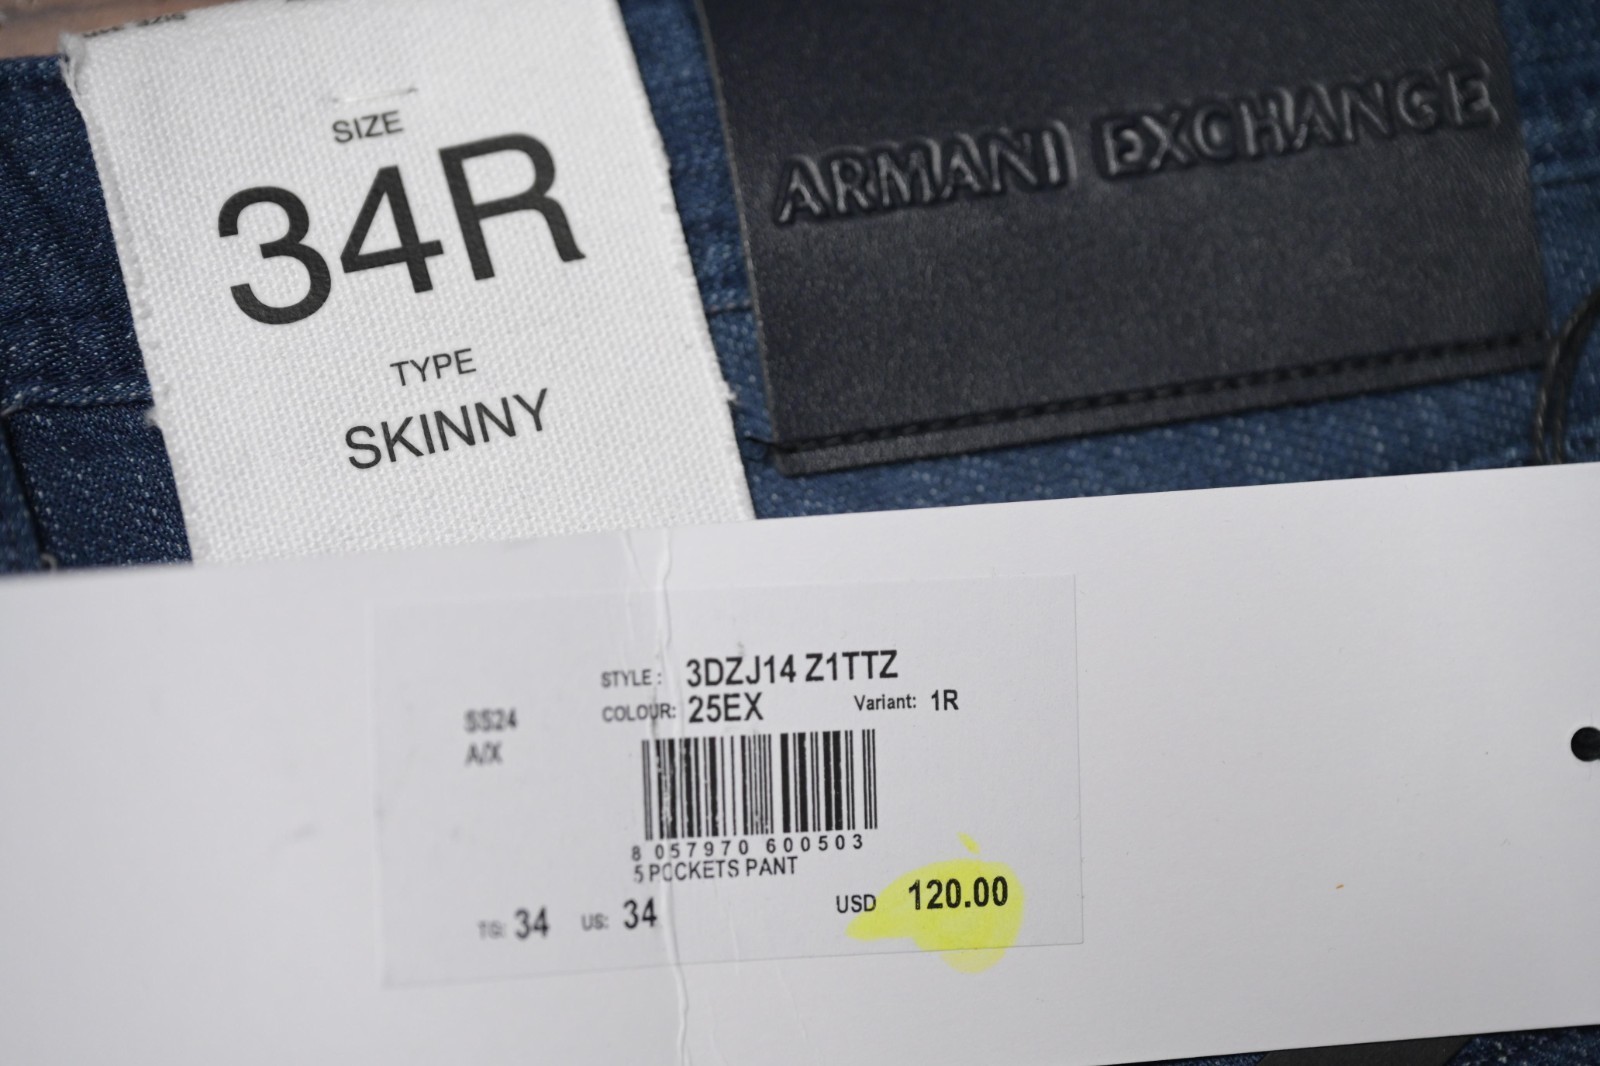 SIZE
34R
TYPE
SKINNY
ARMANI EXCHANGE
STYLE: 3DZJ14 Z1TTZ
COLOUR: 25EX Variant: 1R
SS24
A/X
8 057970 600503
5 POCKETS PANT
TG: 34 US: 34
USD 120.00